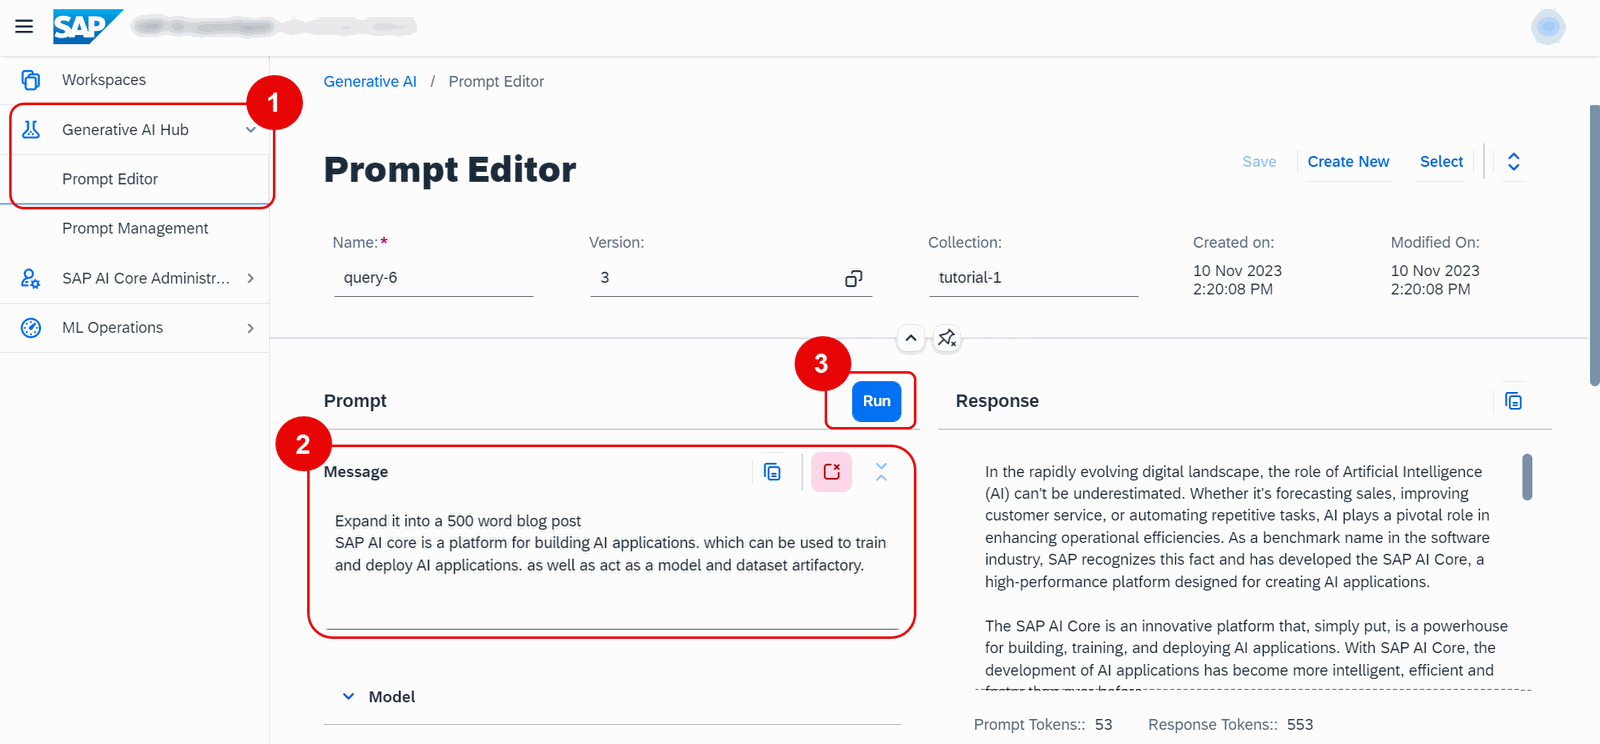 SAP
Workspaces
1
Generative AI Hub
Prompt Editor
Prompt Management
SAP AI Core Administr...
ML Operations
Generative AI / Prompt Editor
Prompt Editor
Save
Create New
Select
Name:*
query-6
Version:
3
Collection:
tutorial-1
Created on:
10 Nov 2023
2:20:08 PM
Modified On:
10 Nov 2023
2:20:08 PM
3
Prompt
Run
2
Message
Expand it into a 500 word blog post
SAP AI core is a platform for building AI applications. which can be used to train
and deploy AI applications. as well as act as a model and dataset artifactory.
Model
Response
In the rapidly evolving digital landscape, the role of Artificial Intelligence
(AI) can't be underestimated. Whether it's forecasting sales, improving
customer service, or automating repetitive tasks, AI plays a pivotal role in
enhancing operational efficiencies. As a benchmark name in the software
industry, SAP recognizes this fact and has developed the SAP AI Core, a
high-performance platform designed for creating AI applications.
The SAP AI Core is an innovative platform that, simply put, is a powerhouse
for building, training, and deploying AI applications. With SAP AI Core, the
development of AI applications has become more intelligent, efficient and
Prompt Tokens:: 53
Response Tokens:: 553